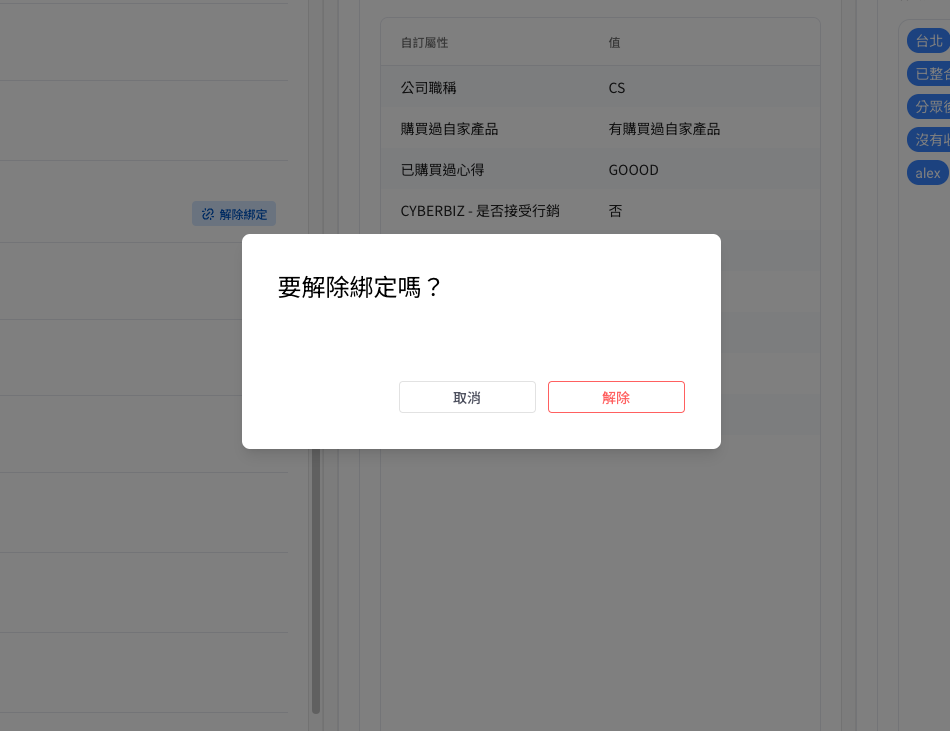 自訂屬性 值
公司職稱 CS
購買過自家產品 有購買過自家產品
已購買過心得 GOOOD
CYBERBIZ - 是否接受行銷 否
解除綁定
要解除綁定嗎？
取消 解除
台北
已整合
分眾
沒有
alex